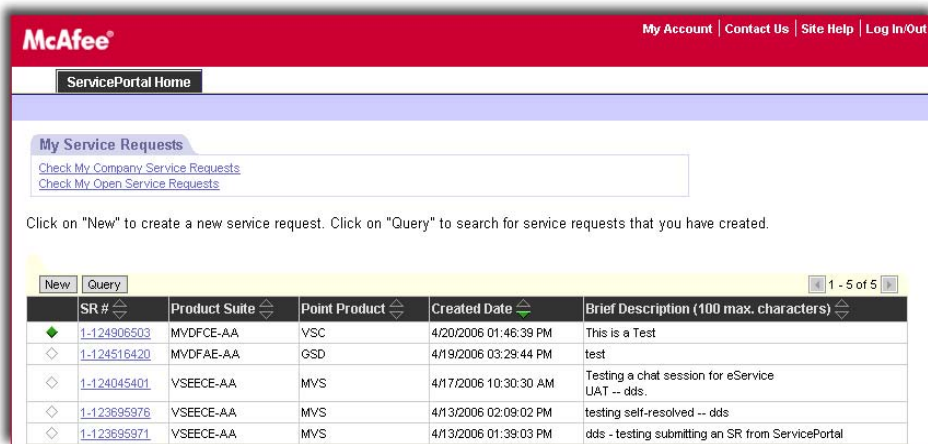 McAfee®
My Account | Contact Us | Site Help | Log In/Out
ServicePortal Home
My Service Requests
Check My Company Service Requests
Check My Open Service Requests
Click on "New" to create a new service request. Click on "Query" to search for service requests that you have created.
New Query 1 - 5 of 5
SR # Product Suite Point Product Created Date Brief Description (100 max. characters)
1-124906503 MVDFCE-AA VSC 4/20/2006 01:46:39 PM This is a Test
1-124516420 MVDFAE-AA GSD 4/19/2006 03:29:44 PM test
1-124045401 VSEECE-AA MVS 4/17/2006 10:30:30 AM Testing a chat session for eService
UAT -- dds.
1-123695976 VSEECE-AA MVS 4/13/2006 02:09:02 PM testing self-resolved -- dds
1-123695971 VSEECE-AA MVS 4/13/2006 01:39:03 PM dds - testing submitting an SR from ServicePortal